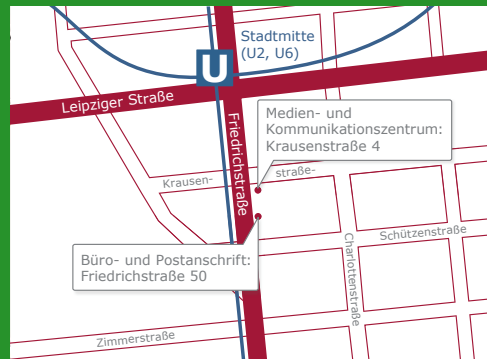 Stadtmitte
(U2, U6)
U
Leipziger Straße
Friedrichstraße
Medien- und
Kommunikationszentrum:
Krausenstraße 4
Krausen-
straße-
Schützenstraße
Charlottenstraße
Büro- und Postanschrift:
Friedrichstraße 50
Zimmerstraße